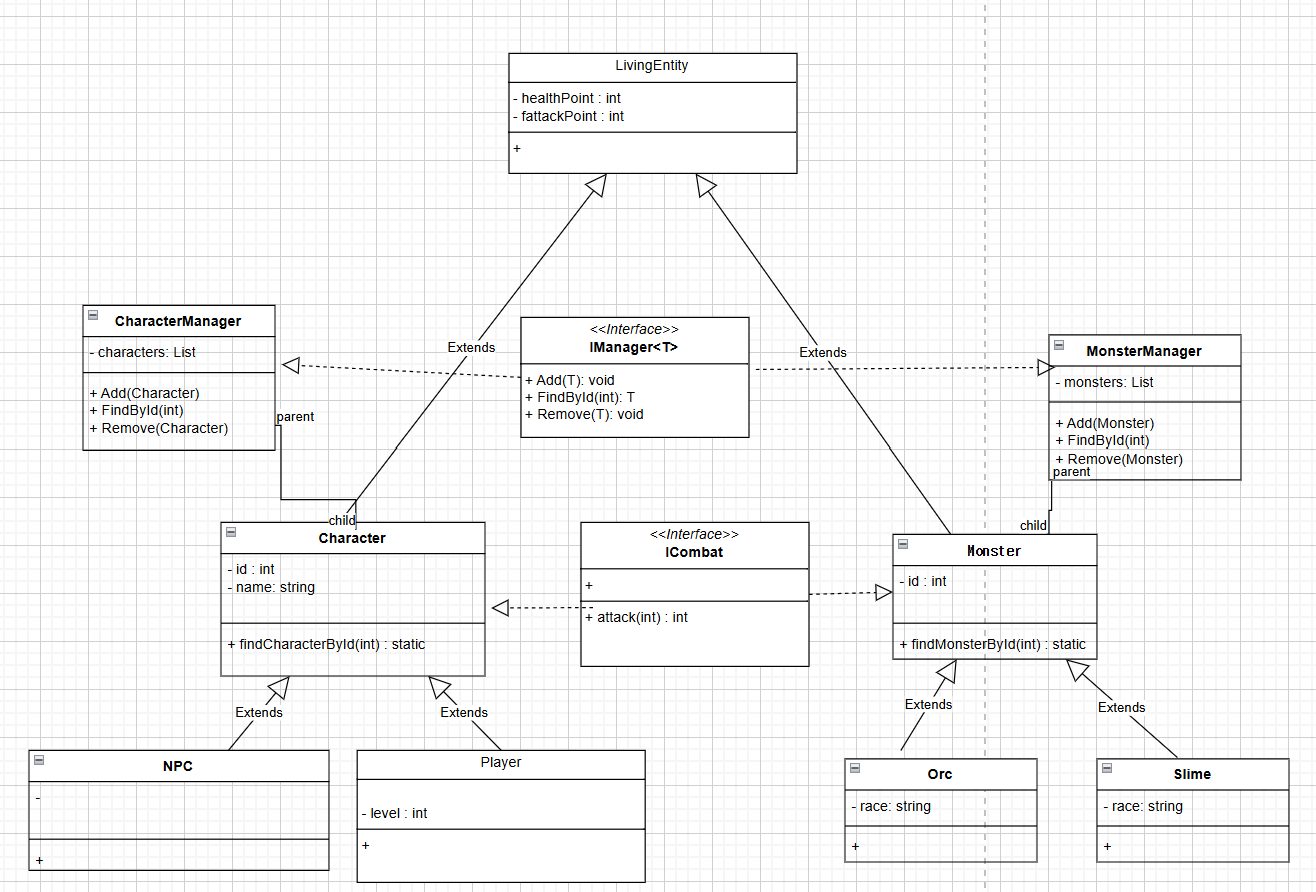 LivingEntity
- healthPoint : int
- fattackPoint : int
+
CharacterManager
- characters: List
+ Add(Character)
+ FindById(int)
+ Remove(Character)
parent
child
Extends
<<Interface>>
IManager<T>
+ Add(T): void
+ FindById(int): T
+ Remove(T): void
Extends
MonsterManager
- monsters: List
+ Add(Monster)
+ FindById(int)
+ Remove(Monster)
parent
child
Character
- id : int
- name: string
+ findCharacterById(int) : static
<<Interface>>
ICombat
+
+ attack(int) : int
Monster
- id : int
+ findMonsterById(int) : static
Extends
Extends
Extends
Extends
NPC
-
+
Player
- level : int
+
Orc
- race: string
+
Slime
- race: string
+